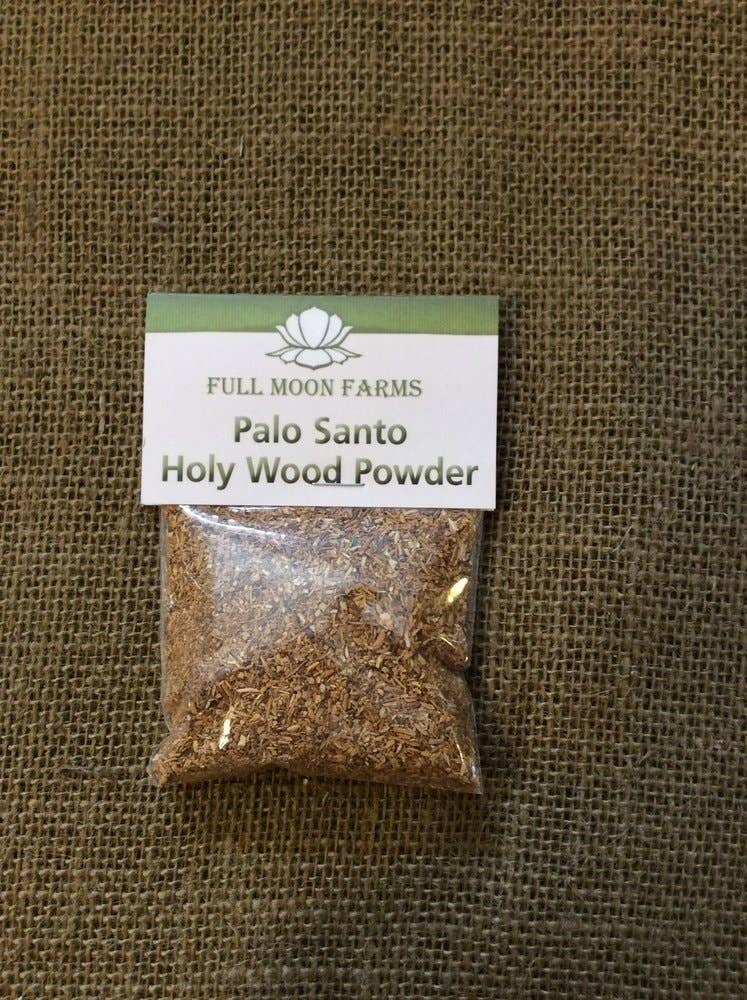 FULL MOON FARMS
Palo Santo
Holy Wood Powder